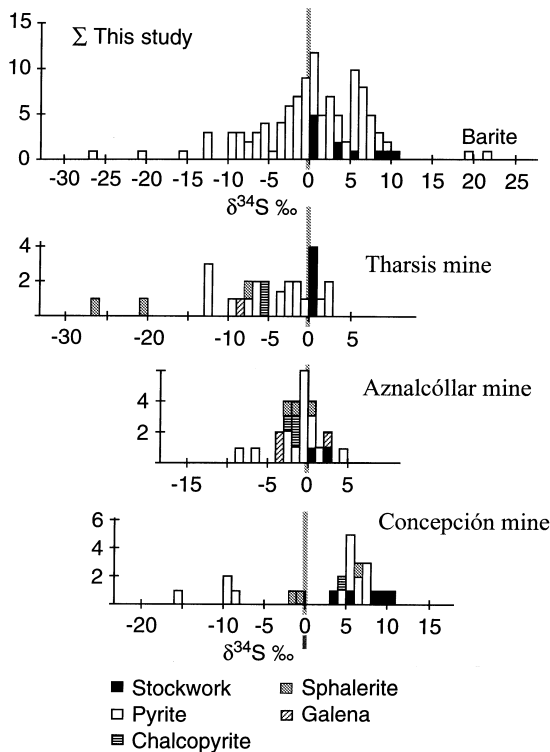 15
Σ This study
10
5
Barite
0
-30 -25 -20 -15 -10 -5 0 5 10 15 20 25
δ³⁴S ‰
4
Tharsis mine
2
-30 -20 -10 -5 0 5
4
Aznalcóllar mine
2
-15 -5 0 5
6
Concepción mine
4
2
-20 -15 -10 -5 0 5 10 15
δ³⁴S ‰
Stockwork Sphalerite
Pyrite Galena
Chalcopyrite